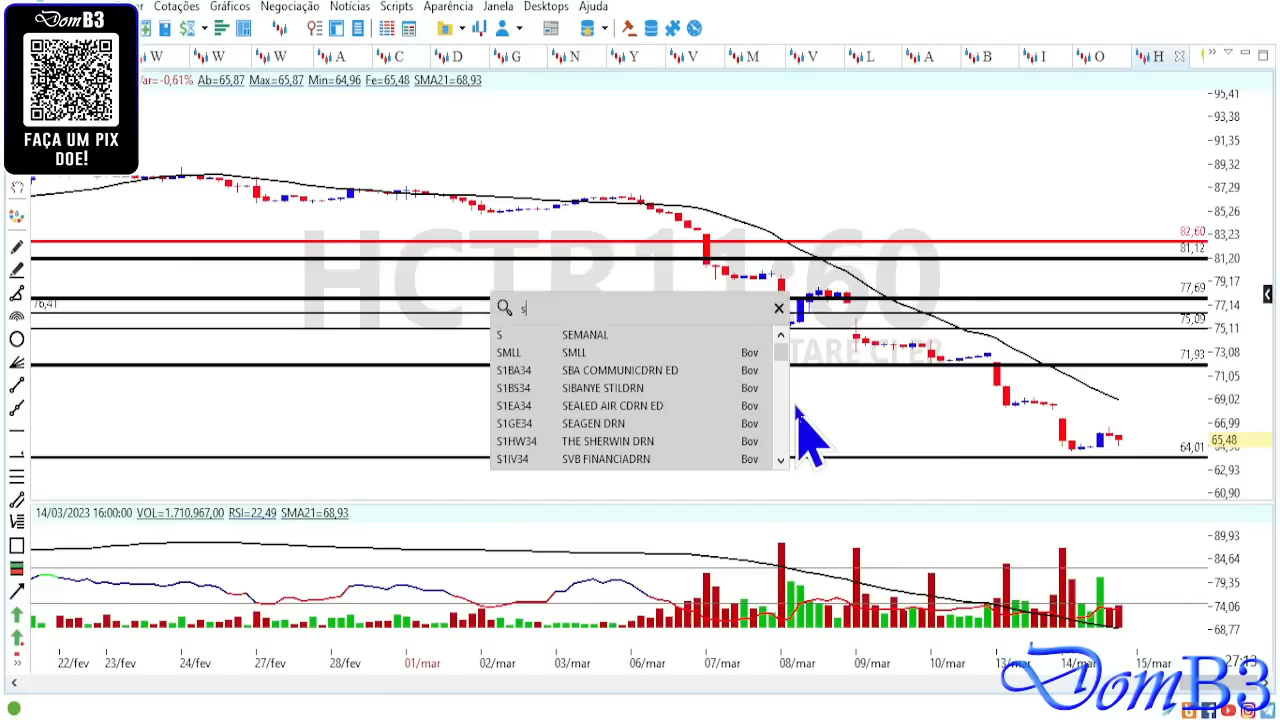 Cotações Gráficos Negociação Notícias Scripts Aparência Janela Desktops Ajuda
DomB3
FAÇA UM PIX
DOE!
W W W A C D G N Y V M V L A B I O H
Var=-0,61% Ab=65,87 Max=65,87 Min=64,96 Fe=65,48 SMA21=68,93
HCTR11:60
TARE CI ER
95,41
93,38
91,35
89,32
87,29
85,26
83,23
82,60
81,12
81,20
79,17
77,69
77,14
76,41
75,09
75,11
73,08
71,93
71,05
69,02
66,99
65,48
64,01
62,93
60,90
s
S SEMANAL
SMLL SMLL Bov
S1BA34 SBA COMMUNICDRN ED Bov
S1BS34 SIBANYE STILDRN Bov
S1EA34 SEALED AIR CDRN ED Bov
S1GE34 SEAGEN DRN Bov
S1HW34 THE SHERWIN DRN Bov
S1IV34 SVB FINANCIADRN Bov
14/03/2023 16:00:00 VOL=1.710.967,00 RSI=22,49 SMA21=68,93
89,93
84,64
79,35
74,06
68,77
22/fev 23/fev 24/fev 27/fev 28/fev 01/mar 02/mar 03/mar 06/mar 07/mar 08/mar 09/mar 10/mar 13/mar 14/mar 15/mar
DomB3